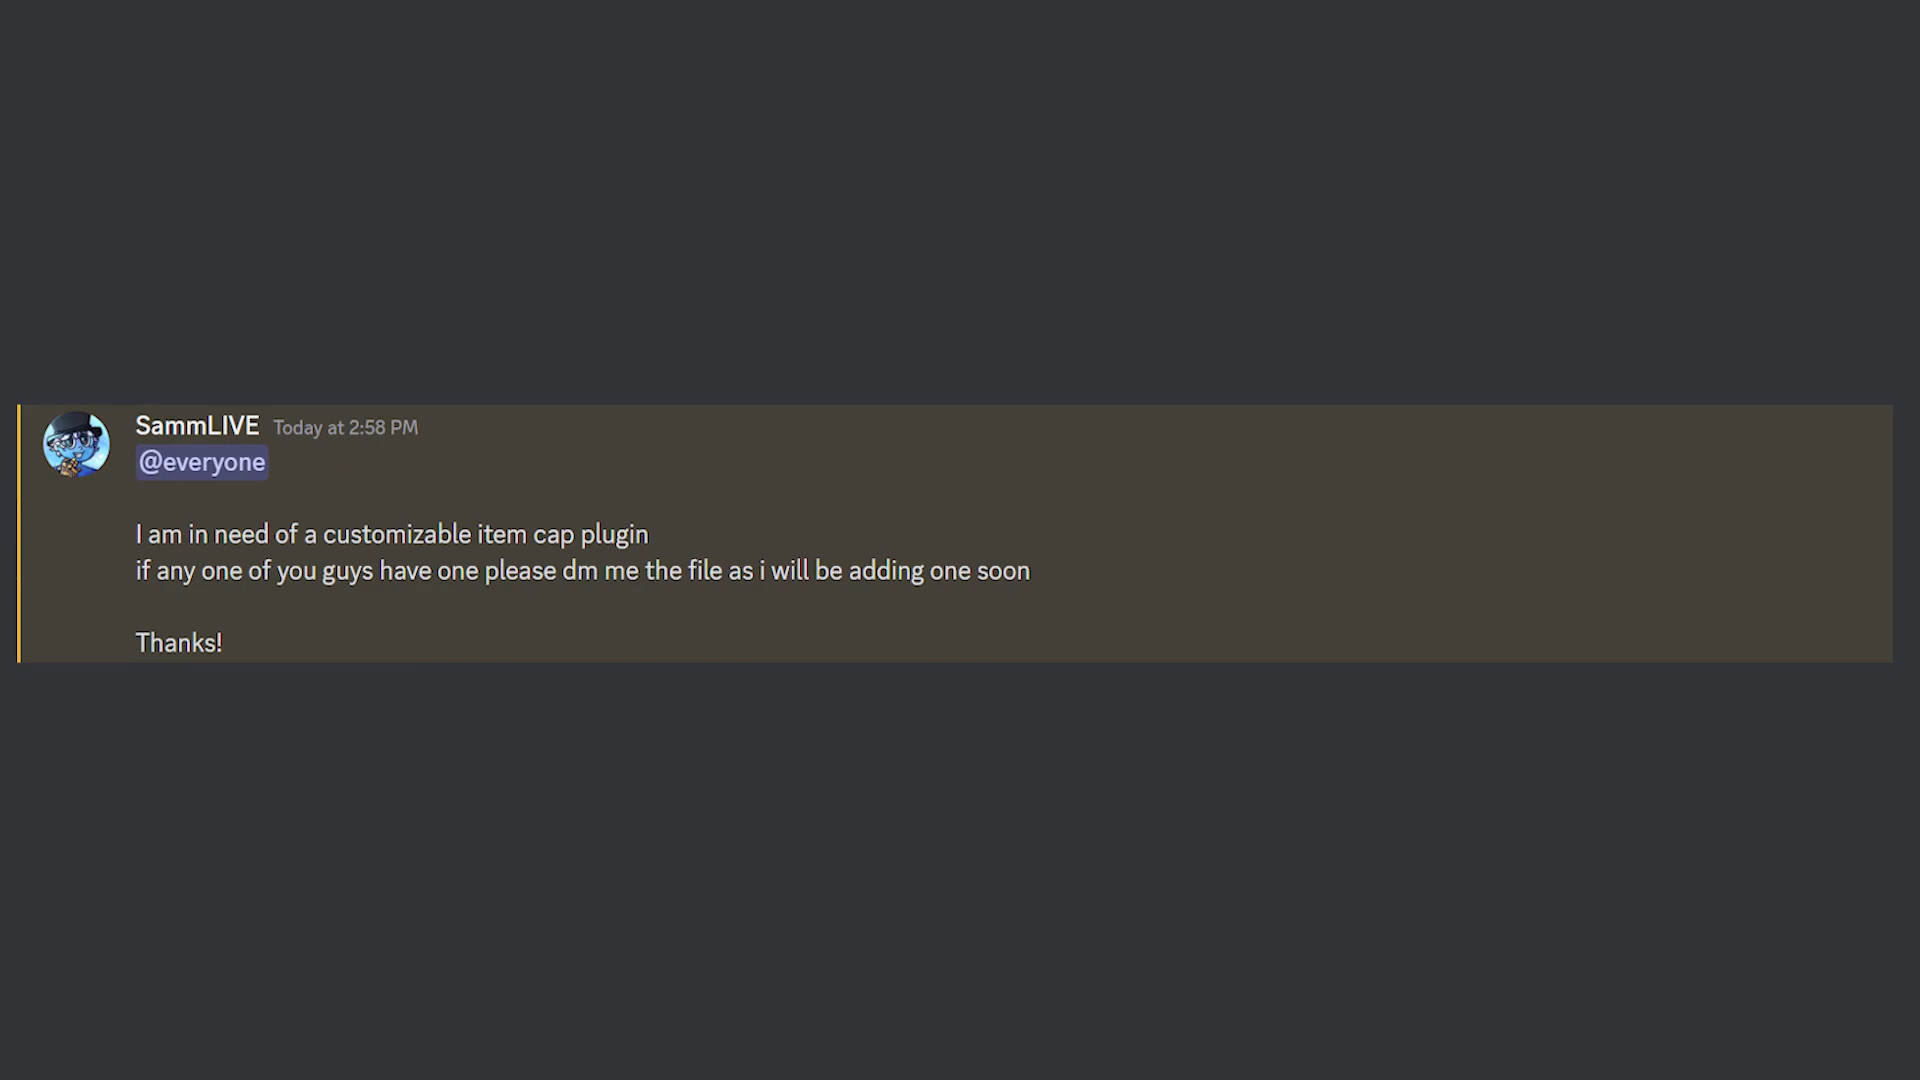 SammLIVE Today at 2:58 PM
@everyone
I am in need of a customizable item cap plugin
if any one of you guys have one please dm me the file as i will be adding one soon
Thanks!